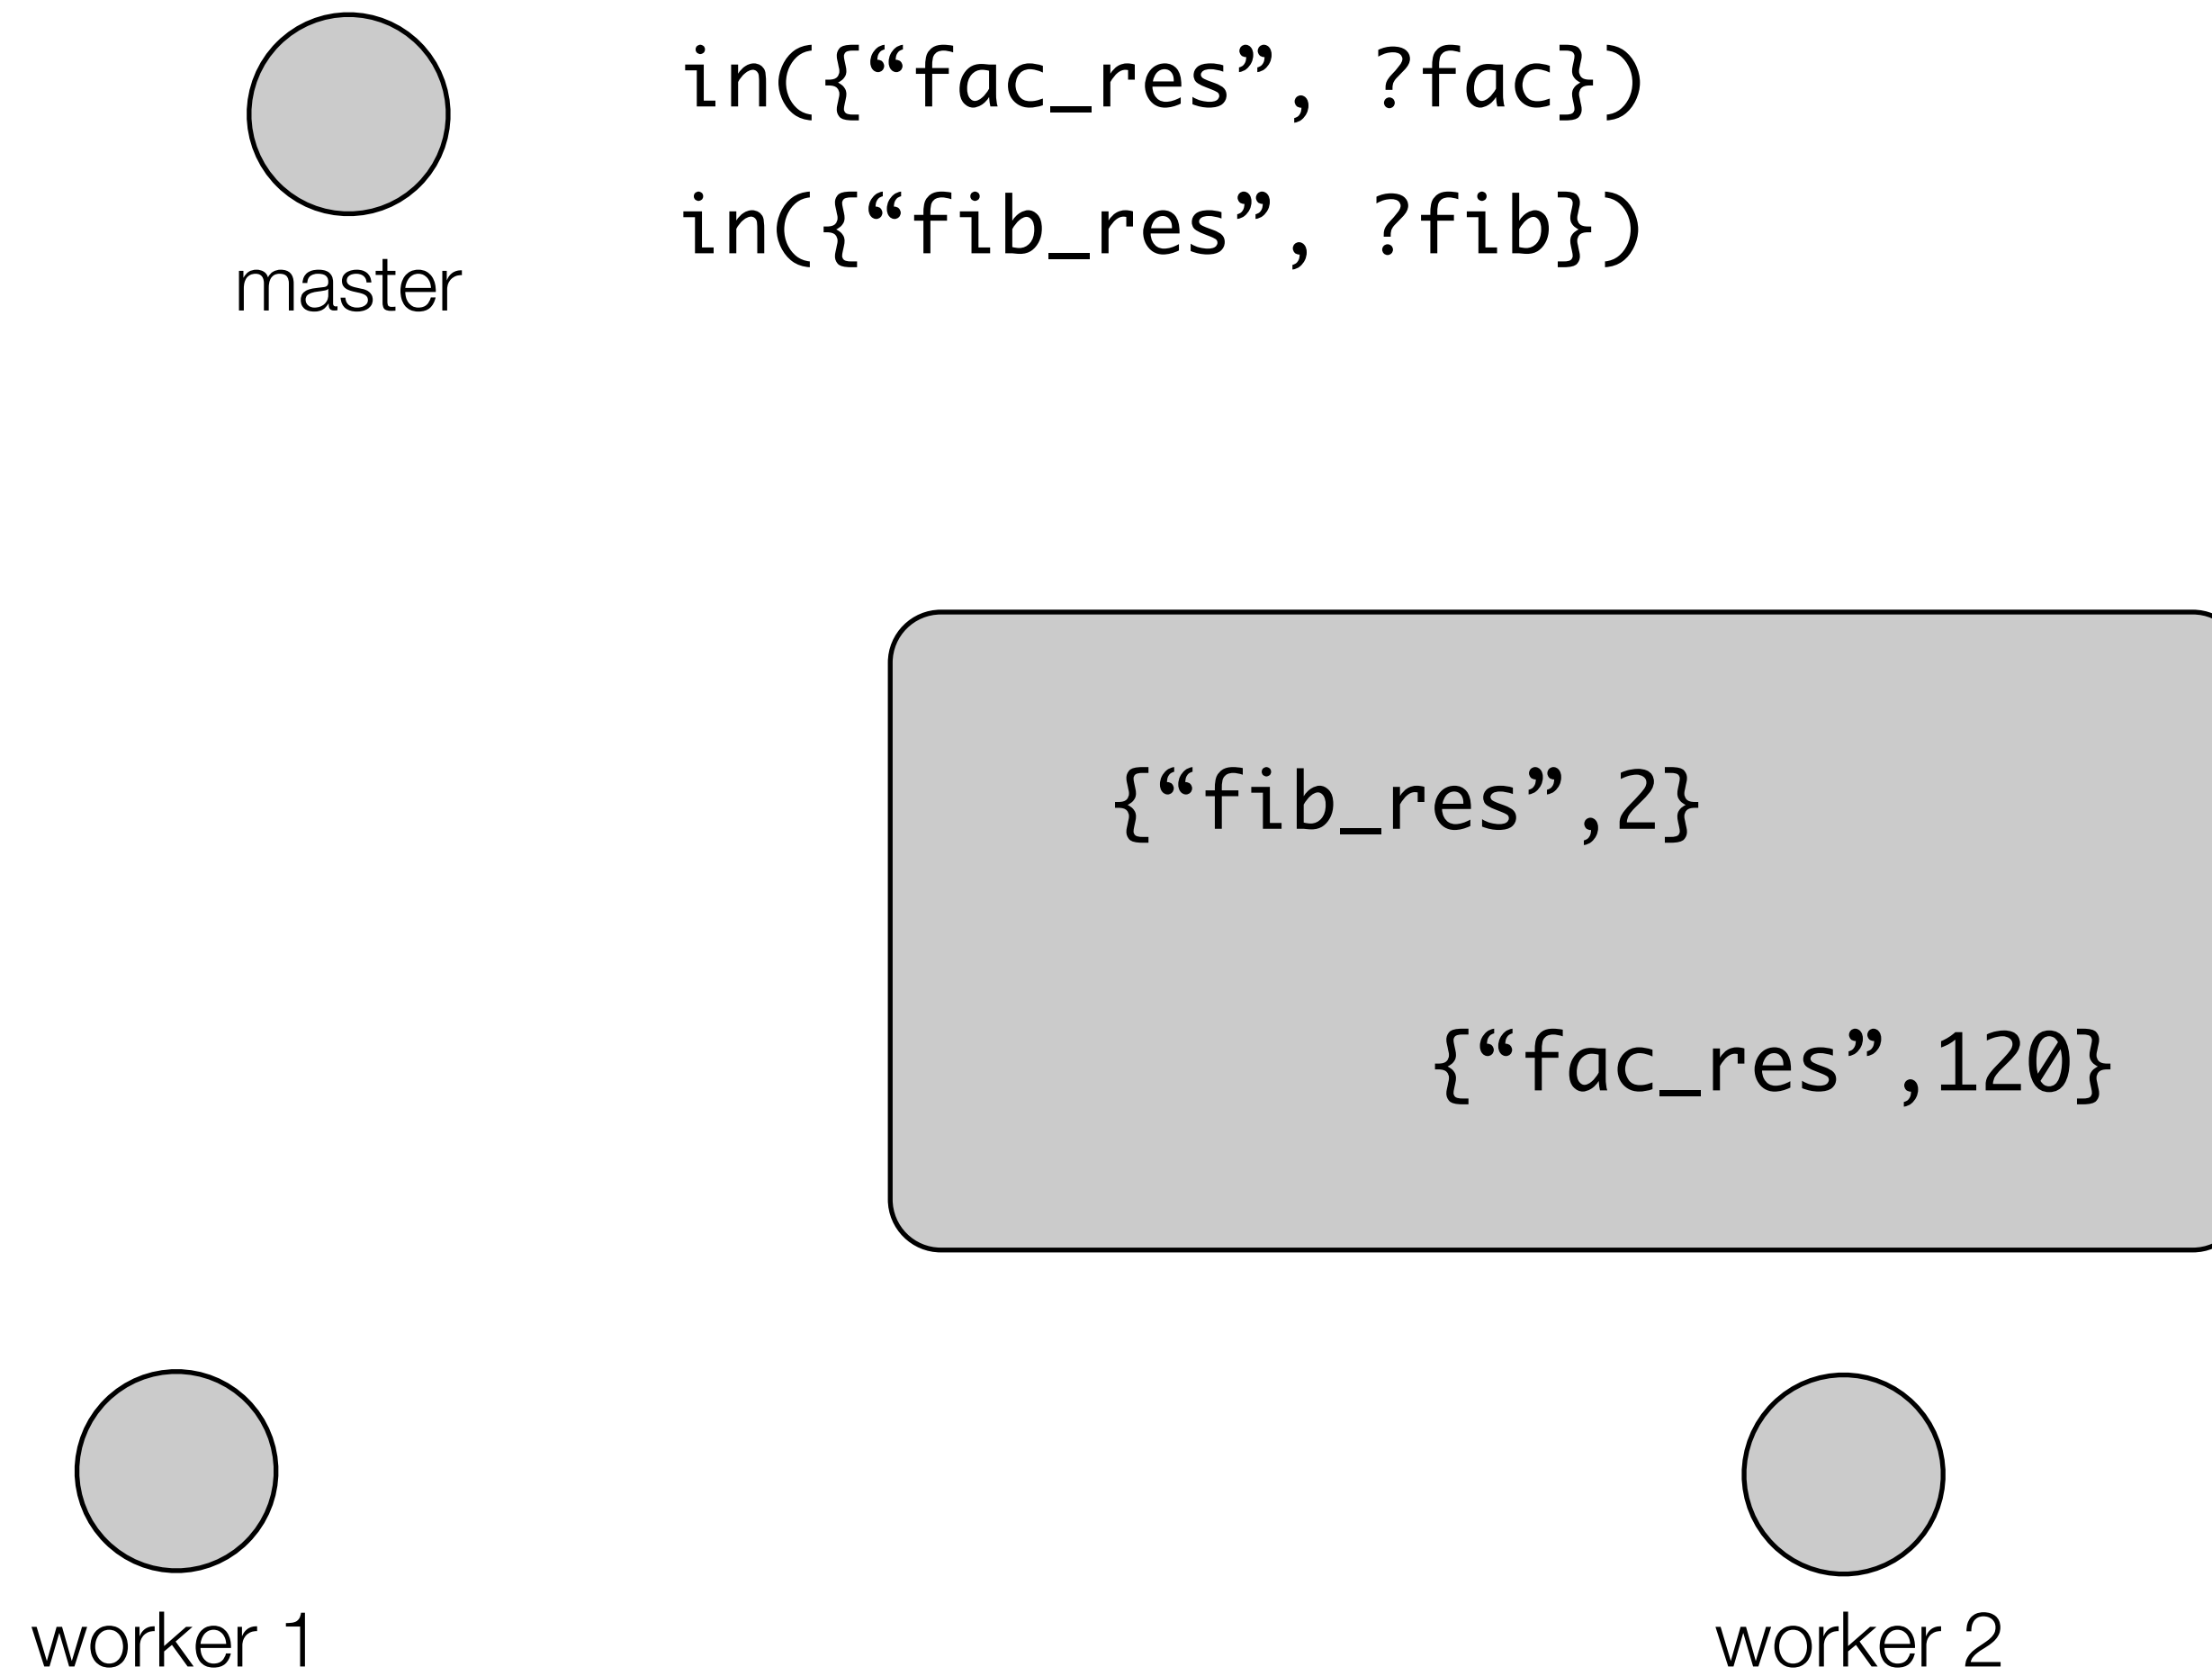 in({“fac_res”, ?fac})
in({“fib_res”, ?fib})
master
{“fib_res”,2}
{“fac_res”,120}
worker 1
worker 2